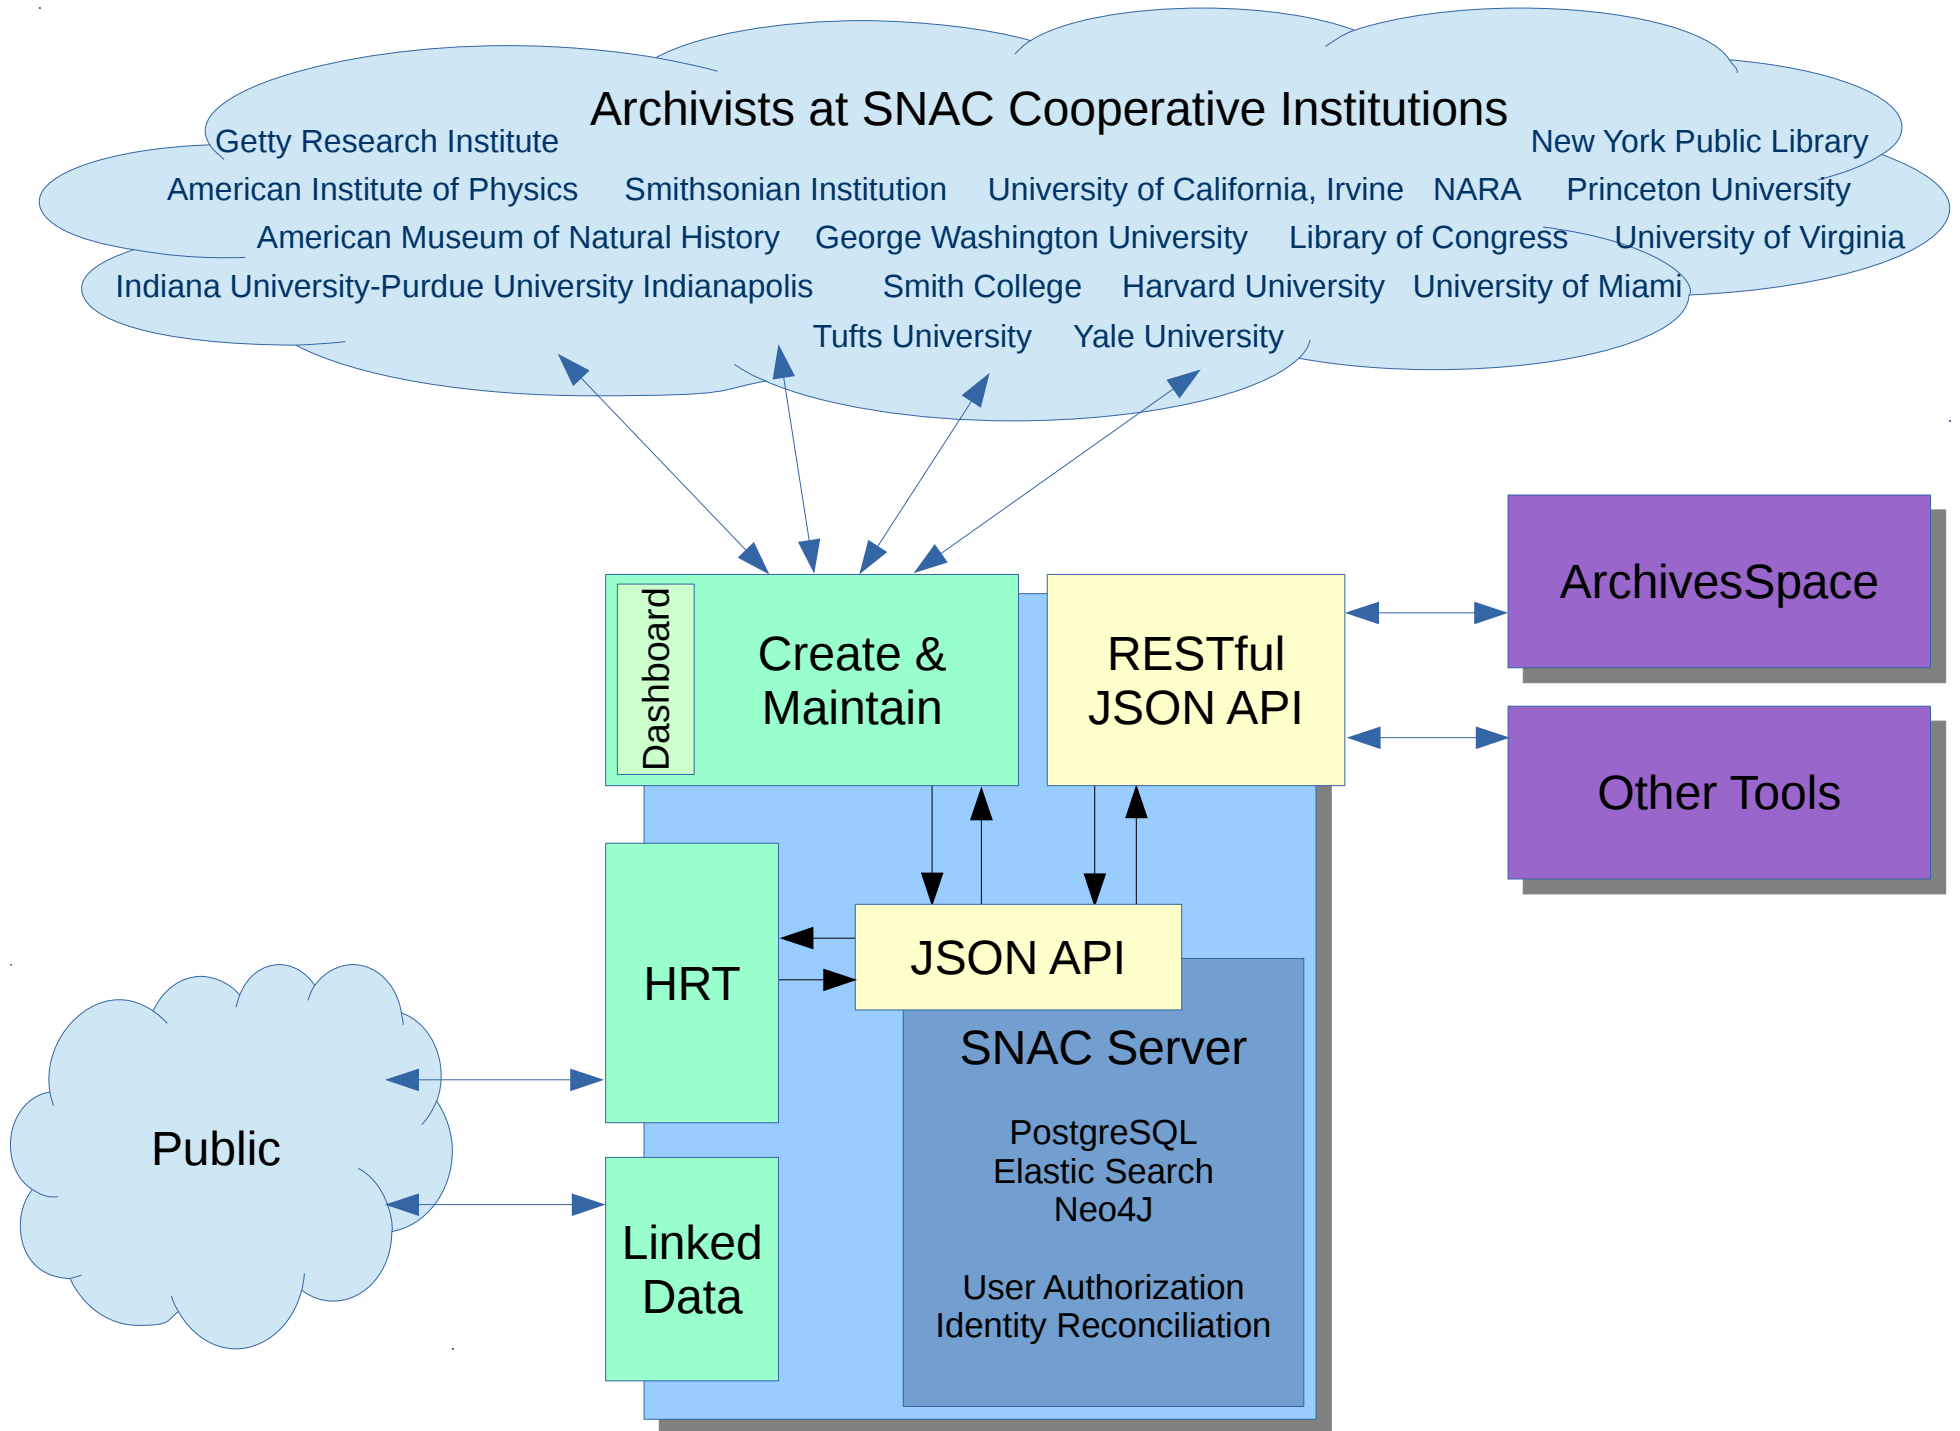 Archivists at SNAC Cooperative Institutions
Getty Research Institute
New York Public Library
American Institute of Physics
Smithsonian Institution
University of California, Irvine
NARA
Princeton University
American Museum of Natural History
George Washington University
Library of Congress
University of Virginia
Indiana University-Purdue University Indianapolis
Smith College
Harvard University
University of Miami
Tufts University
Yale University
Dashboard
Create &
Maintain
RESTful
JSON API
ArchivesSpace
Other Tools
HRT
JSON API
SNAC Server
PostgreSQL
Elastic Search
Neo4J
User Authorization
Identity Reconciliation
Public
Linked
Data